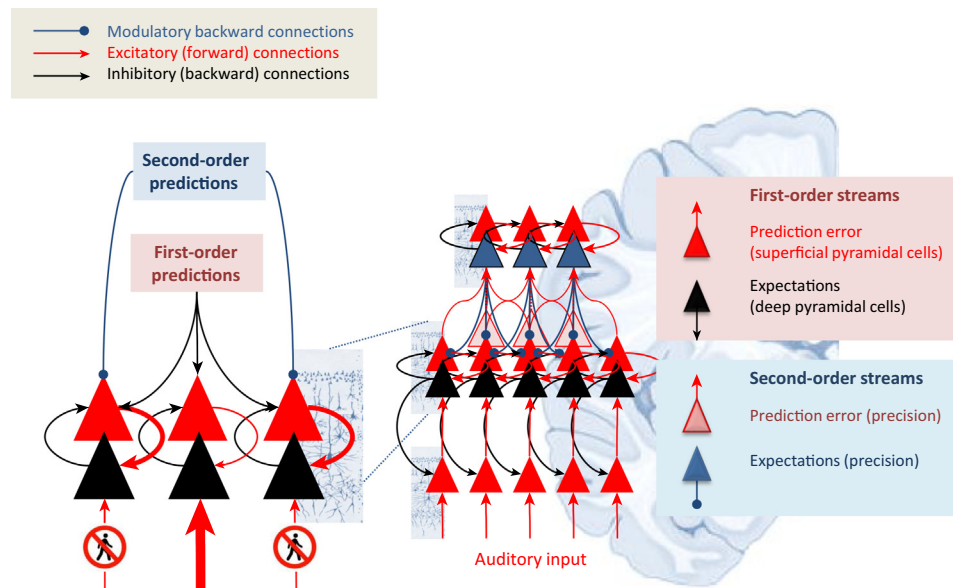 Modulatory backward connections
Excitatory (forward) connections
Inhibitory (backward) connections
Second-order
predictions
First-order
predictions
First-order streams
Prediction error
(superficial pyramidal cells)
Expectations
(deep pyramidal cells)
Second-order streams
Prediction error (precision)
Expectations (precision)
Auditory input